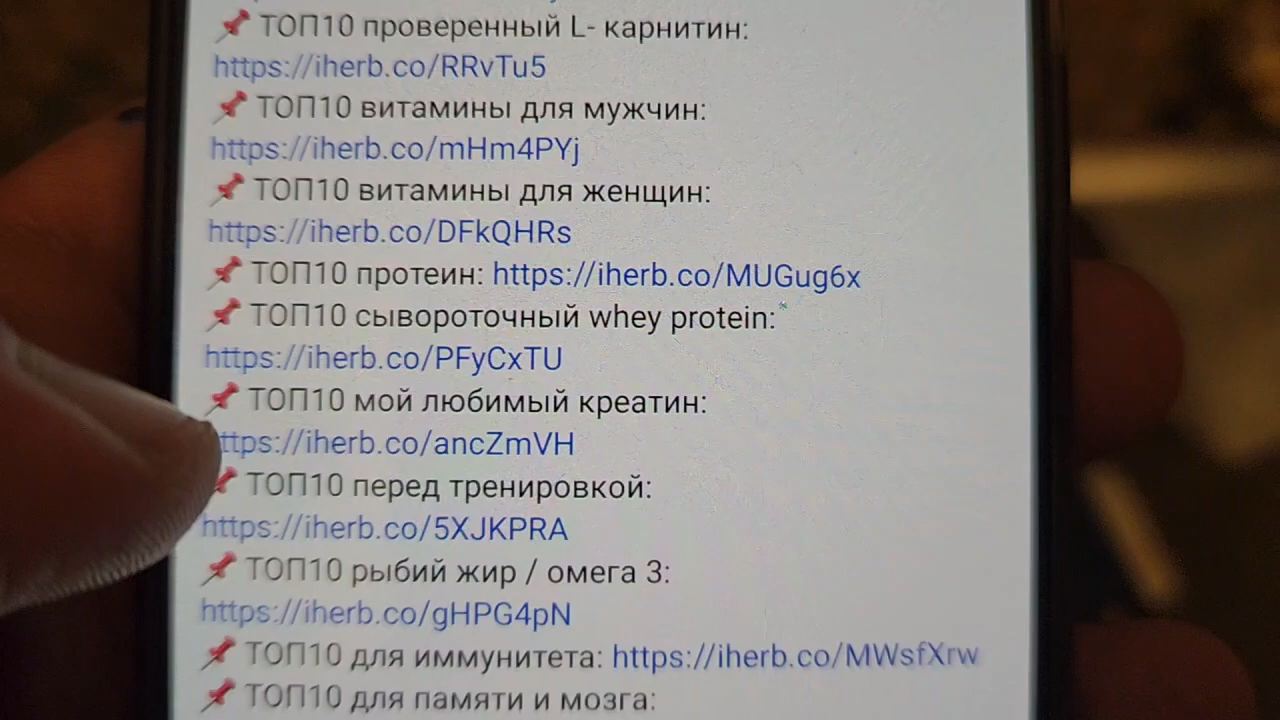 ТОП10 проверенный L- карнитин:
https://iherb.co/RRvTu5
ТОП10 витамины для мужчин:
https://iherb.co/mHm4PYj
ТОП10 витамины для женщин:
https://iherb.co/DFkQHRs
ТОП10 протеин: https://iherb.co/MUGug6x
ТОП10 сывороточный whey protein:
https://iherb.co/PFyCxTU
ТОП10 мой любимый креатин:
ttps://iherb.co/ancZmVH
ТОП10 перед тренировкой:
https://iherb.co/5XJKPRA
ТОП10 рыбий жир / омега 3:
https://iherb.co/gHPG4pN
ТОП10 для иммунитета: https://iherb.co/MWsfXrw
ТОП10 для памяти и мозга: